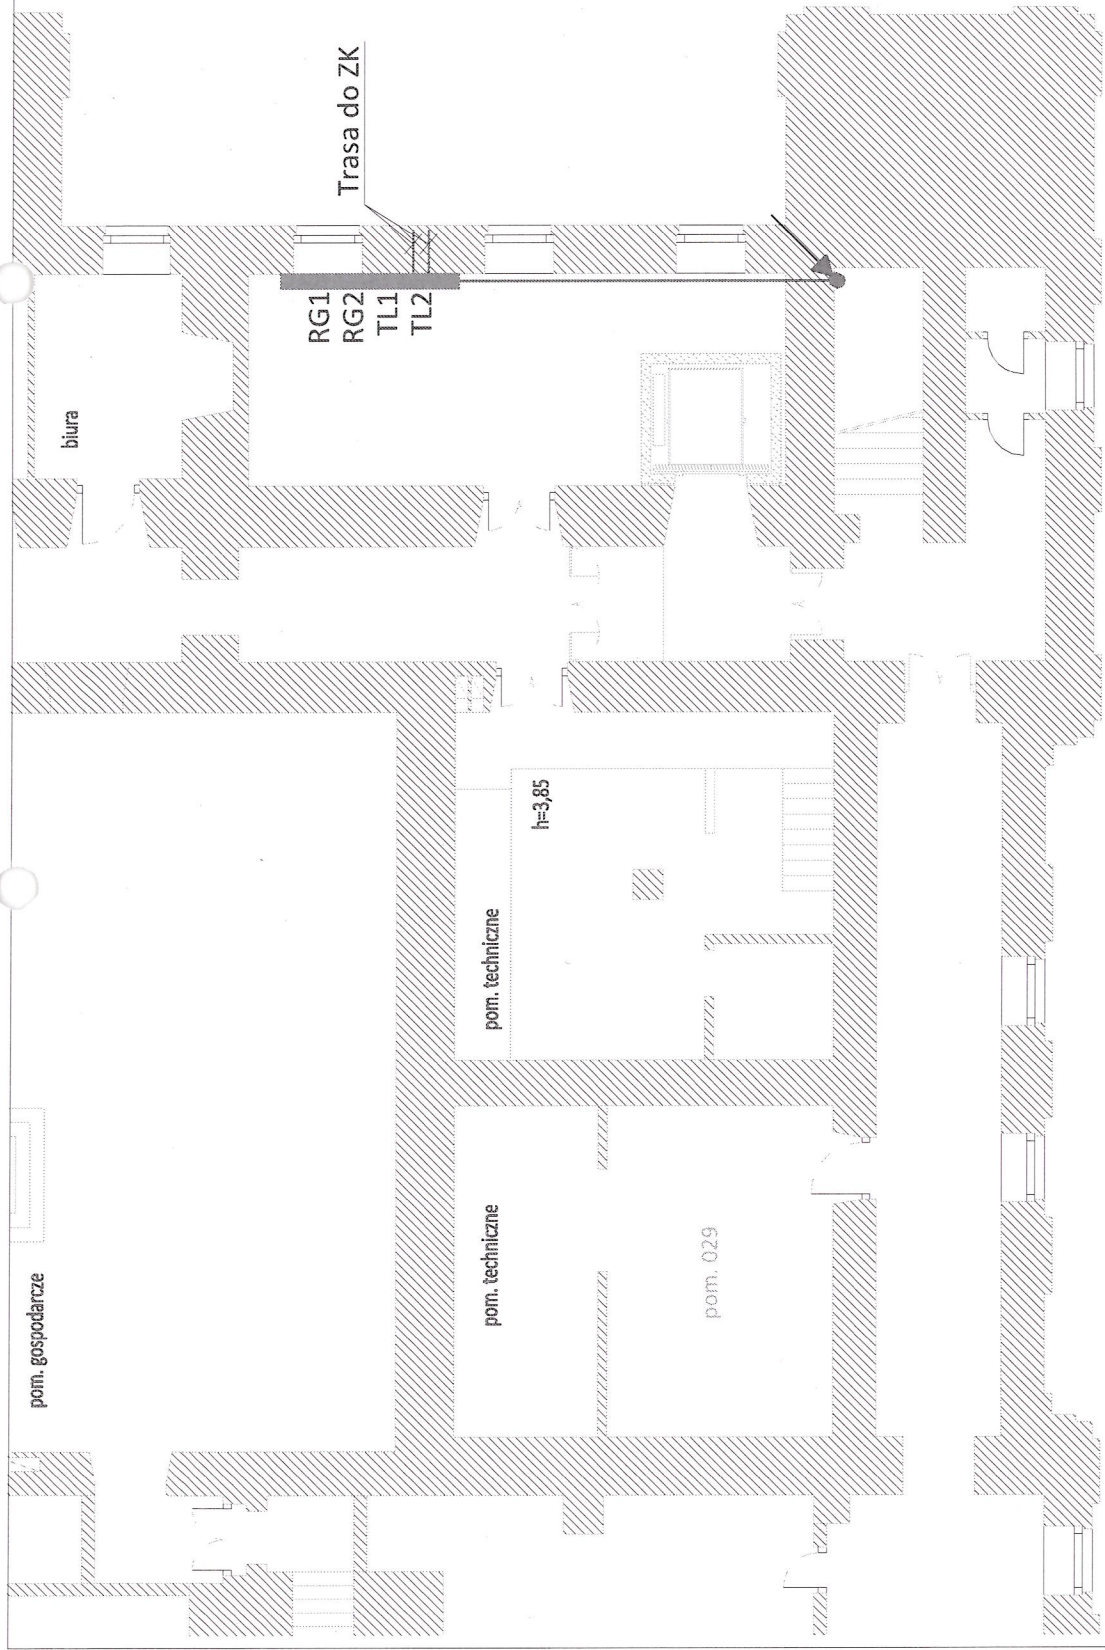 Trasa do ZK
RG1
RG2
TL1
TL2
biura
h=3,85
pom. techniczne
pom. techniczne
pom. 029
pom. gospodarcze